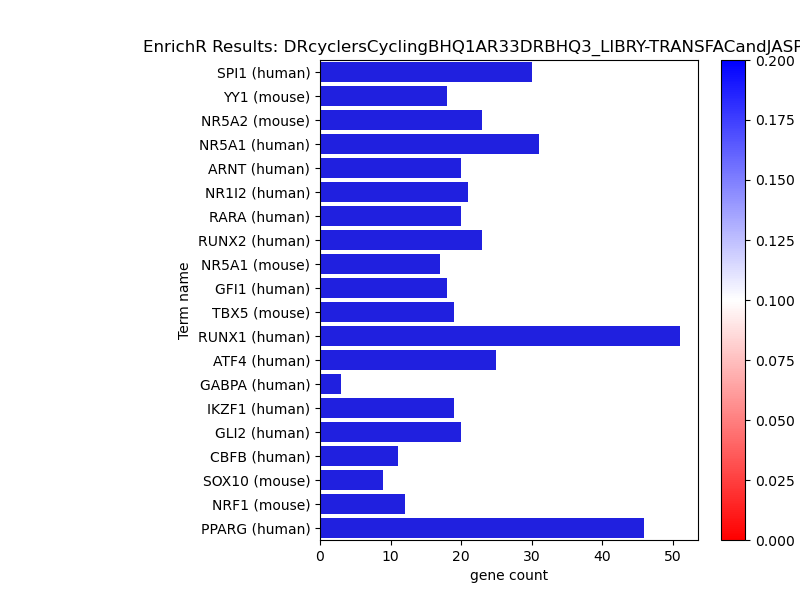 EnrichR Results: DRcyclersCyclingBHQ1AR33DRBHQ3_LIBRY-TRANSFACandJASP
SPI1 (human)
YY1 (mouse)
NR5A2 (mouse)
NR5A1 (human)
ARNT (human)
NR1I2 (human)
RARA (human)
RUNX2 (human)
NR5A1 (mouse)
GFI1 (human)
TBX5 (mouse)
RUNX1 (human)
ATF4 (human)
GABPA (human)
IKZF1 (human)
GLI2 (human)
CBFB (human)
SOX10 (mouse)
NRF1 (mouse)
PPARG (human)
Term name
0 10 20 30 40 50
gene count
0.200
0.175
0.150
0.125
0.100
0.075
0.050
0.025
0.000